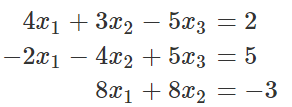 4x₁ + 3x₂ − 5x₃ = 2
−2x₁ − 4x₂ + 5x₃ = 5
8x₁ + 8x₂ = −3